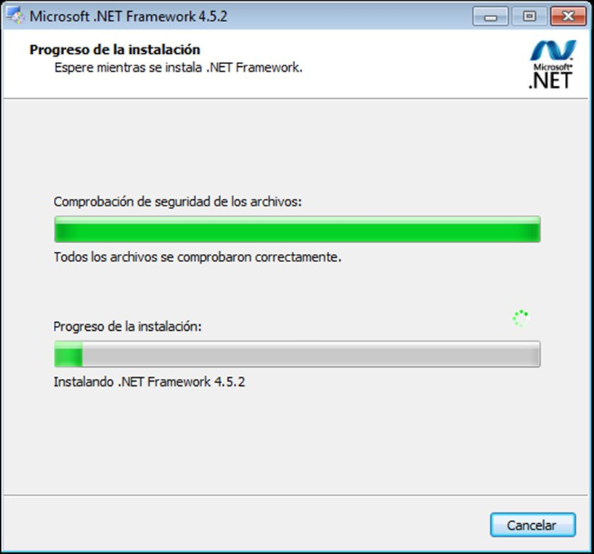 Microsoft .NET Framework 4.5.2
Progreso de la instalación
Espere mientras se instala .NET Framework.
Microsoft®
.NET
Comprobación de seguridad de los archivos:
Todos los archivos se comprobaron correctamente.
Progreso de la instalación:
Instalando .NET Framework 4.5.2
Cancelar